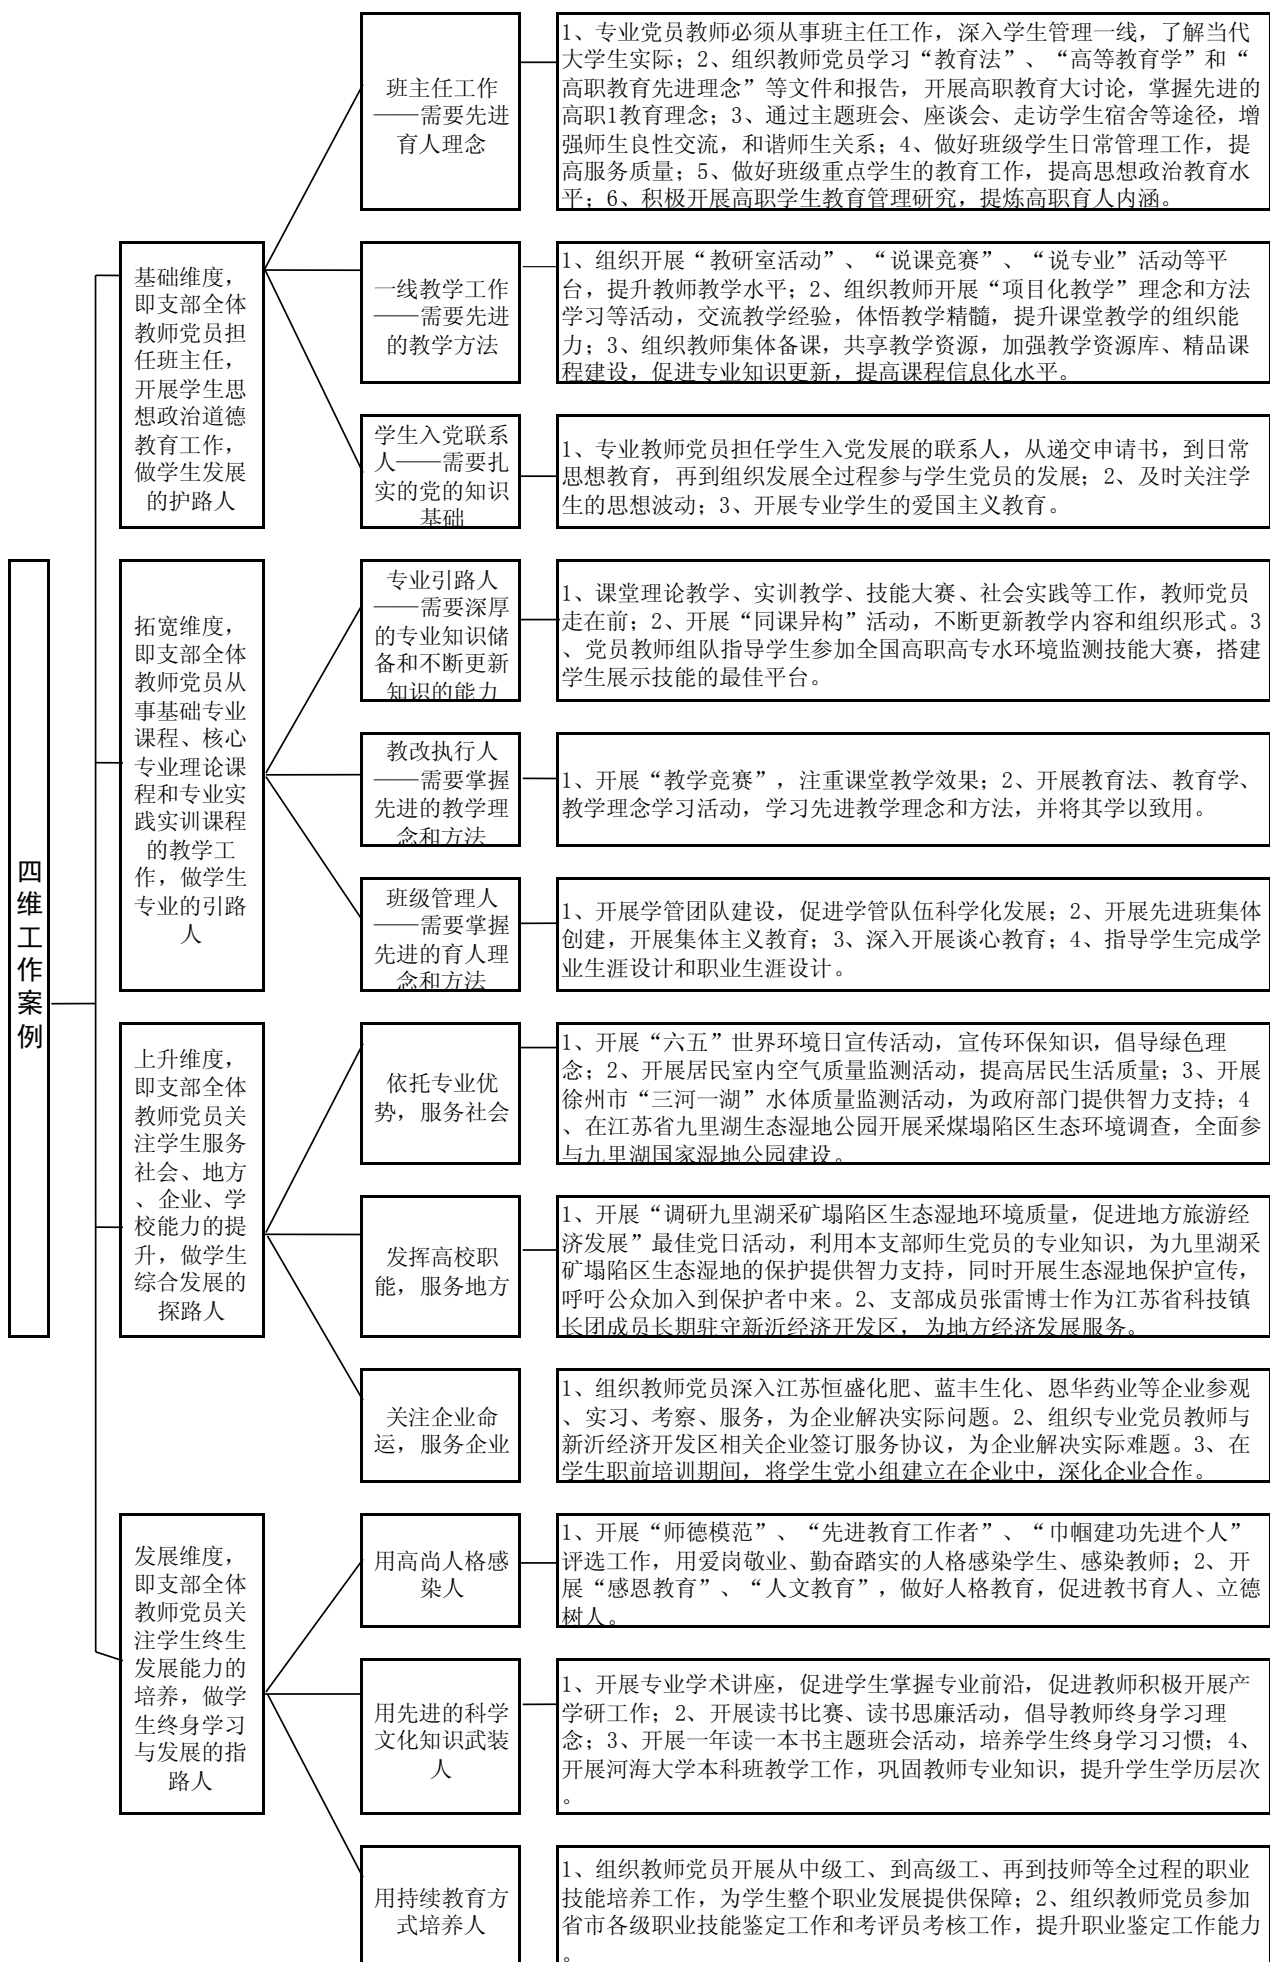 四维工作案例
基础维度，
即支部全体
教师党员担
任班主任，
开展学生思
想政治道德
教育工作，
做学生发展
的护路人
班主任工作
——需要先进
育人理念
1、专业党员教师必须从事班主任工作，深入学生管理一线，了解当代
大学生实际；2、组织教师党员学习“教育法”、“高等教育学”和“
高职教育先进理念”等文件和报告，开展高职教育大讨论，掌握先进的
高职1教育理念；3、通过主题班会、座谈会、走访学生宿舍等途径，增
强师生良性交流，和谐师生关系；4、做好班级学生日常管理工作，提
高服务质量；5、做好班级重点学生的教育工作，提高思想政治教育水
平；6、积极开展高职学生教育管理研究，提炼高职育人内涵。
一线教学工作
——需要先进
的教学方法
1、组织开展“教研室活动”、“说课竞赛”、“说专业”活动等平
台，提升教师教学水平；2、组织教师开展“项目化教学”理念和方法
学习等活动，交流教学经验，体悟教学精髓，提升课堂教学的组织能
力；3、组织教师集体备课，共享教学资源，加强教学资源库、精品课
程建设，促进专业知识更新，提高课程信息化水平。
学生入党联系
人——需要扎
实的党的知识
基础
1、专业教师党员担任学生入党发展的联系人，从递交申请书，到日常
思想教育，再到组织发展全过程参与学生党员的发展；2、及时关注学
生的思想波动；3、开展专业学生的爱国主义教育。
拓宽维度，
即支部全体
教师党员从
事基础专业
课程、核心
专业理论课
程和专业实
践实训课程
的教学工
作，做学生
专业的引路
人
专业引路人
——需要深厚
的专业知识储
备和不断更新
知识的能力
1、课堂理论教学、实训教学、技能大赛、社会实践等工作，教师党员
走在前；2、开展“同课异构”活动，不断更新教学内容和组织形式。3
、党员教师组队指导学生参加全国高职高专水环境监测技能大赛，搭建
学生展示技能的最佳平台。
教改执行人
——需要掌握
先进的教学理
念和方法
1、开展“教学竞赛”，注重课堂教学效果；2、开展教育法、教育学、
教学理念学习活动，学习先进教学理念和方法，并将其学以致用。
班级管理人
——需要掌握
先进的育人理
念和方法
1、开展学管团队建设，促进学管队伍科学化发展；2、开展先进班集体
创建，开展集体主义教育；3、深入开展谈心教育；4、指导学生完成学
业生涯设计和职业生涯设计。
上升维度，
即支部全体
教师党员关
注学生服务
社会、地方
、企业、学
校能力的提
升，做学生
综合发展的
探路人
依托专业优
势，服务社会
1、开展“六五”世界环境日宣传活动，宣传环保知识，倡导绿色理
念；2、开展居民室内空气质量监测活动，提高居民生活质量；3、开展
徐州市“三河一湖”水体质量监测活动，为政府部门提供智力支持；4
、在江苏省九里湖生态湿地公园开展采煤塌陷区生态环境调查，全面参
与九里湖国家湿地公园建设。
发挥高校职
能，服务地方
1、开展“调研九里湖采矿塌陷区生态湿地环境质量，促进地方旅游经
济发展”最佳党日活动，利用本支部师生党员的专业知识，为九里湖采
矿塌陷区生态湿地的保护提供智力支持，同时开展生态湿地保护宣传，
呼吁公众加入到保护者中来。2、支部成员张雷博士作为江苏省科技镇
长团成员长期驻守新沂经济开发区，为地方经济发展服务。
关注企业命
运，服务企业
1、组织教师党员深入江苏恒盛化肥、蓝丰生化、恩华药业等企业参观
、实习、考察、服务，为企业解决实际问题。2、组织专业党员教师与
新沂经济开发区相关企业签订服务协议，为企业解决实际难题。3、在
学生职前培训期间，将学生党小组建立在企业中，深化企业合作。
发展维度，
即支部全体
教师党员关
注学生终生
发展能力的
培养，做学
生终身学习
与发展的指
路人
用高尚人格感
染人
1、开展“师德模范”、“先进教育工作者”、“巾帼建功先进个人”
评选工作，用爱岗敬业、勤奋踏实的人格感染学生、感染教师；2、开
展“感恩教育”、“人文教育”，做好人格教育，促进教书育人、立德
树人。
用先进的科学
文化知识武装
人
1、开展专业学术讲座，促进学生掌握专业前沿，促进教师积极开展产
学研工作；2、开展读书比赛、读书思廉活动，倡导教师终身学习理
念；3、开展一年读一本书主题班会活动，培养学生终身学习习惯；4、
开展河海大学本科班教学工作，巩固教师专业知识，提升学生学历层次
。
用持续教育方
式培养人
1、组织教师党员开展从中级工、到高级工、再到技师等全过程的职业
技能培养工作，为学生整个职业发展提供保障；2、组织教师党员参加
省市各级职业技能鉴定工作和考评员考核工作，提升职业鉴定工作能力
。